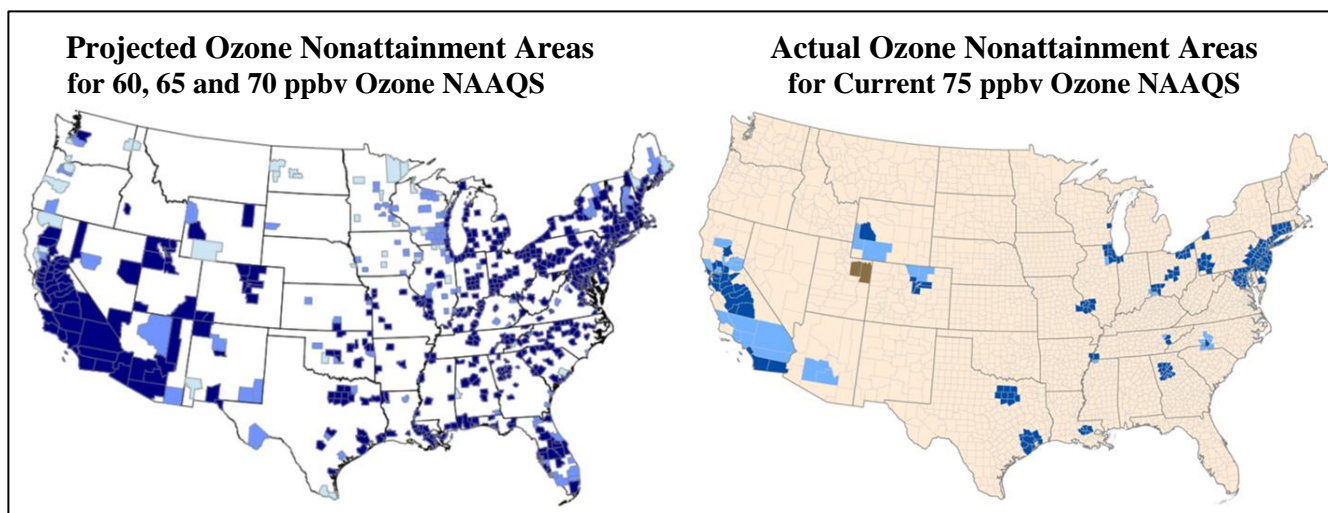 Projected Ozone Nonattainment Areas
for 60, 65 and 70 ppbv Ozone NAAQS
Actual Ozone Nonattainment Areas
for Current 75 ppbv Ozone NAAQS